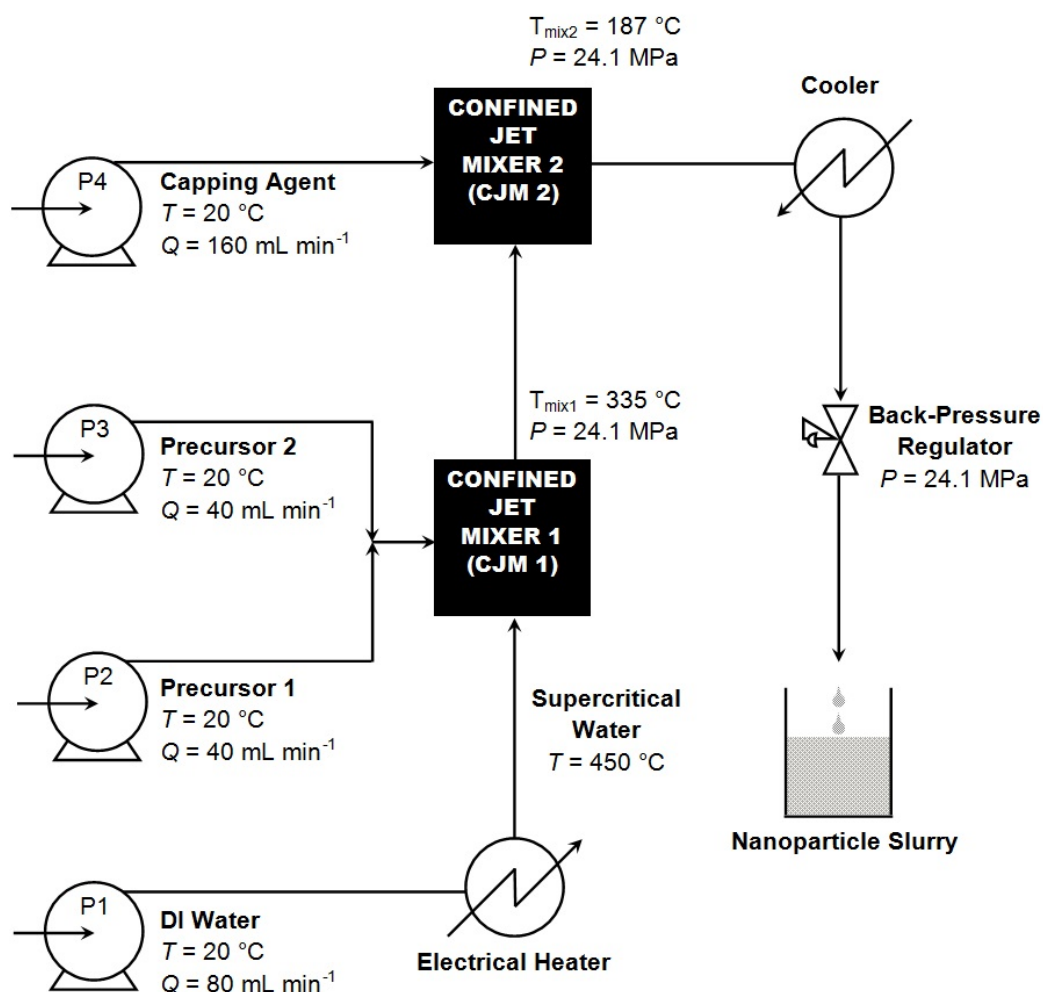 T_mix2 = 187 °C
P = 24.1 MPa
CONFINED
JET
MIXER 2
(CJM 2)
Cooler
P4
Capping Agent
T = 20 °C
Q = 160 mL min⁻¹
T_mix1 = 335 °C
P = 24.1 MPa
CONFINED
JET
MIXER 1
(CJM 1)
P3
Precursor 2
T = 20 °C
Q = 40 mL min⁻¹
Back-Pressure
Regulator
P = 24.1 MPa
P2
Precursor 1
T = 20 °C
Q = 40 mL min⁻¹
Supercritical
Water
T = 450 °C
Nanoparticle Slurry
P1
DI Water
T = 20 °C
Q = 80 mL min⁻¹
Electrical Heater